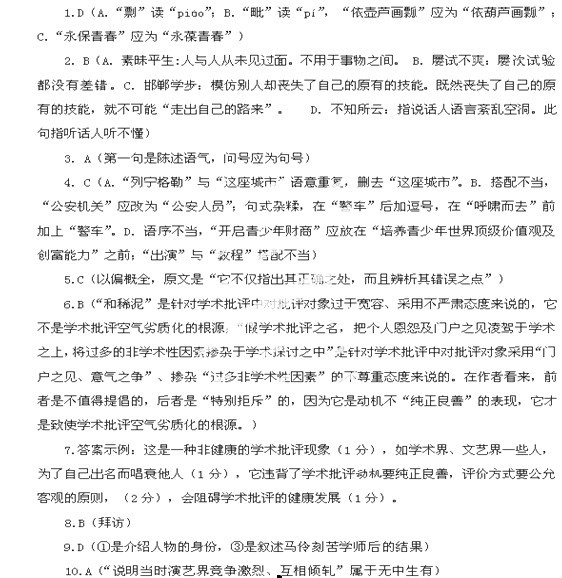 1.D（A.“剽”读“piāo”；B.“毗”读“pí”，“依壶芦画瓢”应为“依葫芦画瓢”；
C.“永保青春”应为“永葆青春”）
2. B（A. 素昧平生:人与人从未见过面。不用于事物之间。 B. 屡试不爽：屡次试验
都没有差错。C. 邯郸学步：模仿别人却丧失了自己的原有的技能。既然丧失了自己的原
有的技能，就不可能“走出自己的路来”。 D. 不知所云：指说话人语言紊乱空洞。此
句指听话人听不懂）
3. A（第一句是陈述语气，问号应为句号）
4. C（A.“列宁格勒”与“这座城市”语意重复，删去“这座城市”。B. 搭配不当，
“公安机关”应改为“公安人员”；句式杂糅，在“警车”后加逗号，在“呼啸而去”前
加上“警车”。D. 语序不当，“开启青少年财商”应放在“培养青少年世界顶级价值观及
创富能力”之前；“出演”与“教程”搭配不当）
5.C（以偏概全，原文是“它不仅指出其正确之处，而且辨析其错误之点”）
6.B（“和稀泥”是针对学术批评中对批评对象过于宽容、采用不严肃态度来说的，它
不是学术批评空气劣质化的根源，“假学术批评之名，把个人恩怨及门户之见凌驾于学术
之上，将过多的非学术性因素掺杂于学术探讨之中”是针对学术批评中对批评对象采用“门
户之见、意气之争”、掺杂“过多非学术性因素”的不尊重态度来说的。在作者看来，前
者是不值得提倡的，后者是“特别拒斥”的，因为它是动机不“纯正良善”的表现，它才
是致使学术批评空气劣质化的根源。）
7.答案示例：这是一种非健康的学术批评现象（1 分），如学术界、文艺界一些人，
为了自己出名而唱衰他人（1 分），它违背了学术批评动机要纯正良善，评价方式要公允
客观的原则，（2 分），会阻碍学术批评的健康发展（1 分）。
8.B（拜访）
9.D（①是介绍人物的身份，③是叙述马伶刻苦学师后的结果）
10.A（“说明当时演艺界竞争激烈、互相倾轧”属于无中生有）